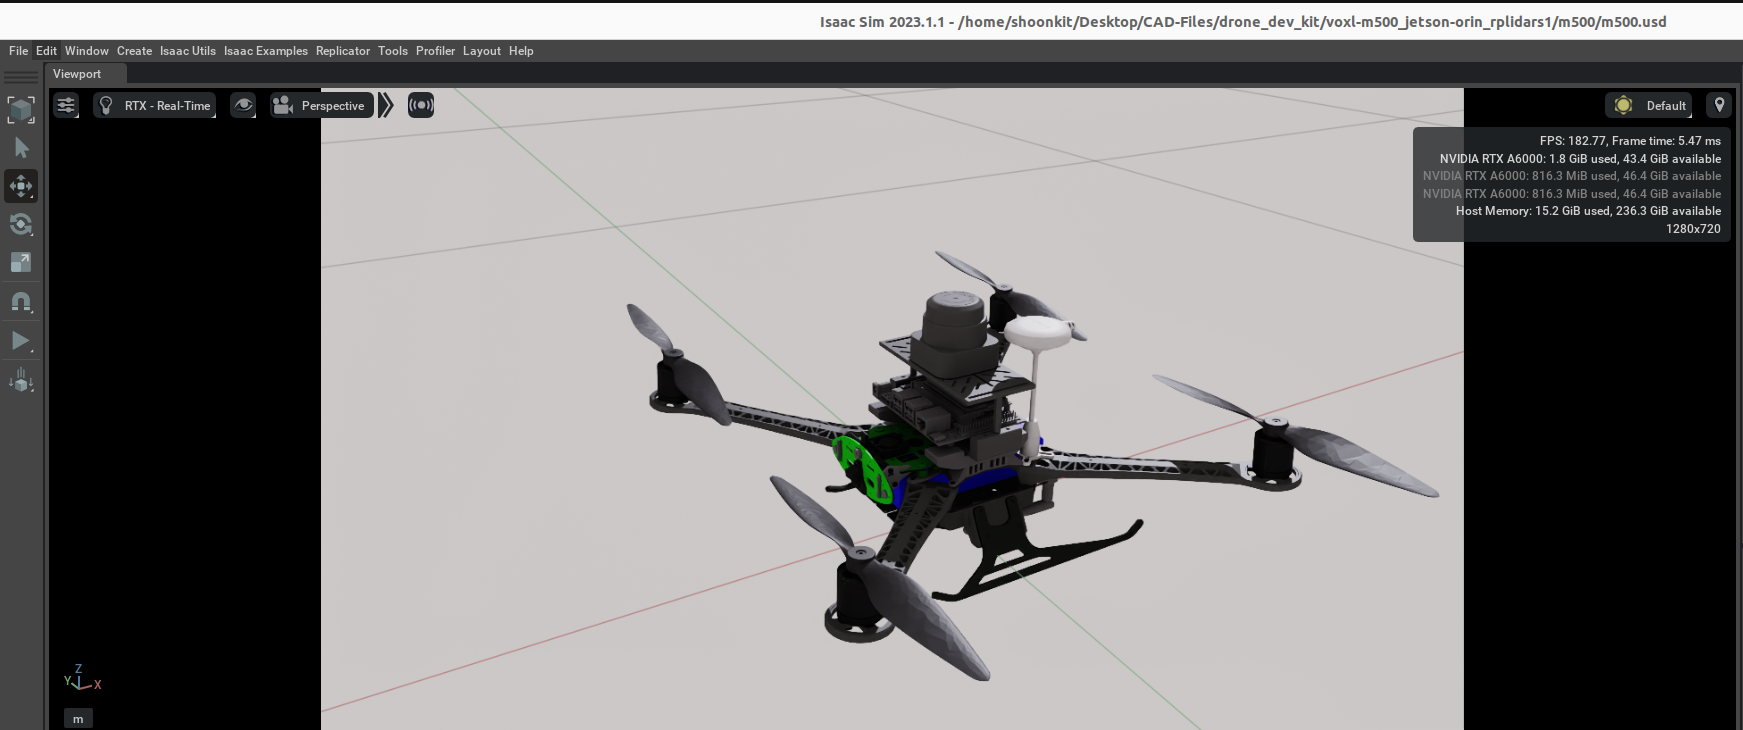 Isaac Sim 2023.1.1 - /home/shoonkit/Desktop/CAD-Files/drone_dev_kit/voxl-m500_jetson-orin_rplidars1/m500/m500.usd
File Edit Window Create Isaac Utils Isaac Examples Replicator Tools Profiler Layout Help
Viewport
RTX - Real-Time Perspective Default
FPS: 182.77, Frame time: 5.47 ms
NVIDIA RTX A6000: 1.8 GiB used, 43.4 GiB available
NVIDIA RTX A6000: 816.3 MiB used, 46.4 GiB available
NVIDIA RTX A6000: 816.3 MiB used, 46.4 GiB available
Host Memory: 15.2 GiB used, 236.3 GiB available
1280x720
Z
Y X
m